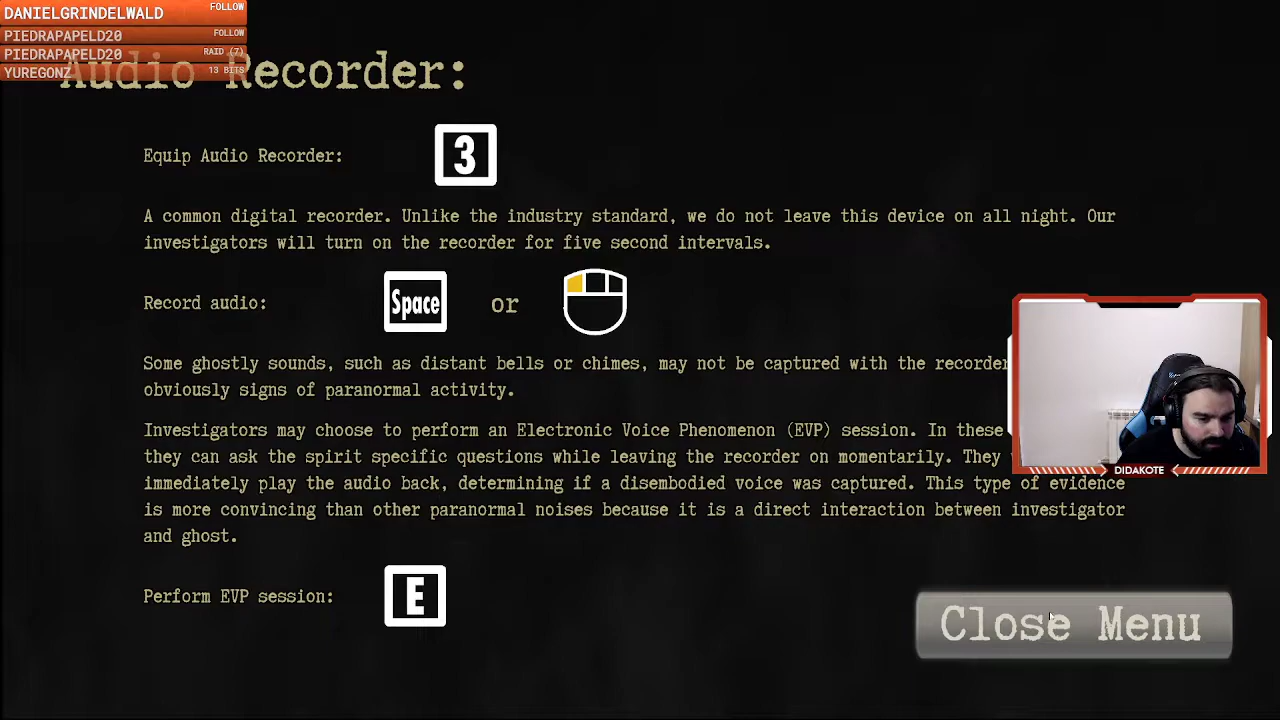 DANIELGRINDELWALD FOLLOW
PIEDRAPAPELD20 FOLLOW
PIEDRAPAPELD20 RAID (7)
YUREGONZ 13 BITS
Audio Recorder:
Equip Audio Recorder: 3
A common digital recorder. Unlike the industry standard, we do not leave this device on all night. Our
investigators will turn on the recorder for five second intervals.
Record audio: Space or
Some ghostly sounds, such as distant bells or chimes, may not be captured with the recorder
obviously signs of paranormal activity.
Investigators may choose to perform an Electronic Voice Phenomenon (EVP) session. In these
they can ask the spirit specific questions while leaving the recorder on momentarily. They
immediately play the audio back, determining if a disembodied voice was captured. This type of evidence
is more convincing than other paranormal noises because it is a direct interaction between investigator
and ghost.
Perform EVP session: E
DIDAKOTE
Close Menu